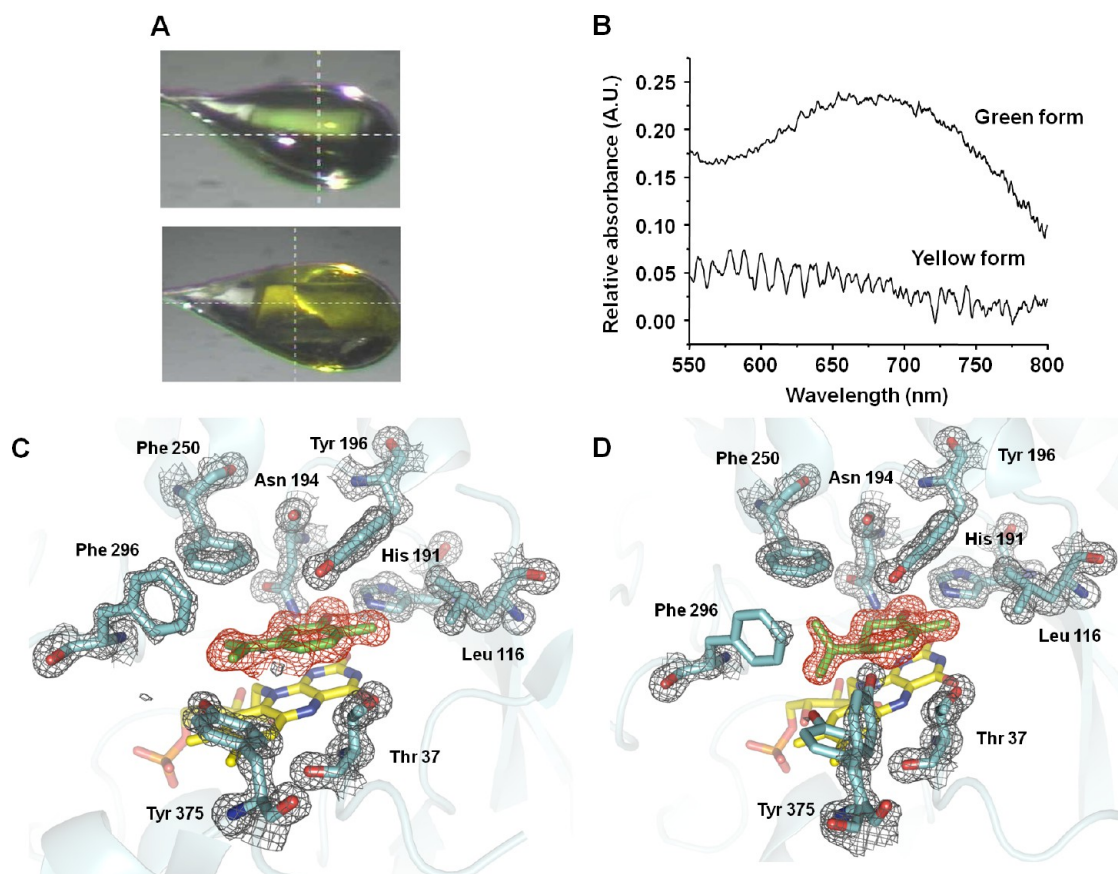 A
B
0.25
0.20
0.15
0.10
0.05
0.00
Relative absorbance (A.U.)
Green form
Yellow form
550
600
650
700
750
800
Wavelength (nm)
C
Phe 250
Tyr 196
Asn 194
Phe 296
His 191
Leu 116
Thr 37
Tyr 375
D
Phe 250
Tyr 196
Asn 194
His 191
Phe 296
Leu 116
Thr 37
Tyr 375